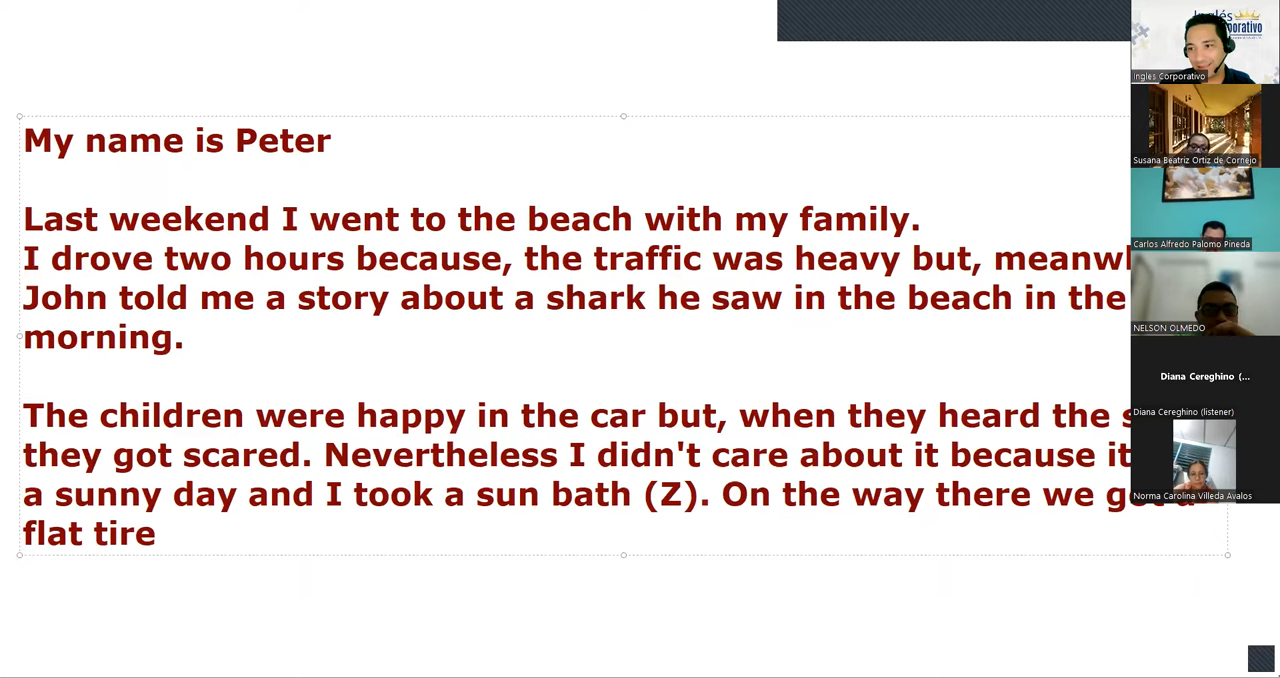 My name is Peter
Last weekend I went to the beach with my family.
I drove two hours because, the traffic was heavy but,
John told me a story about a shark he saw in the beach in the
morning.
The children were happy in the car but, when they heard the
they got scared. Nevertheless I didn't care about it because it
a sunny day and I took a sun bath (Z). On the way there we got a
flat tire
Inglés
Ingles Corporativo
Susana Beatriz Ortiz de Cornejo
Carlos Alfredo Palomo Pineda
NELSON OLMEDO
Diana Cereghino (...
Diana Cereghino (listener)
Norma Carolina Villeda Avalos